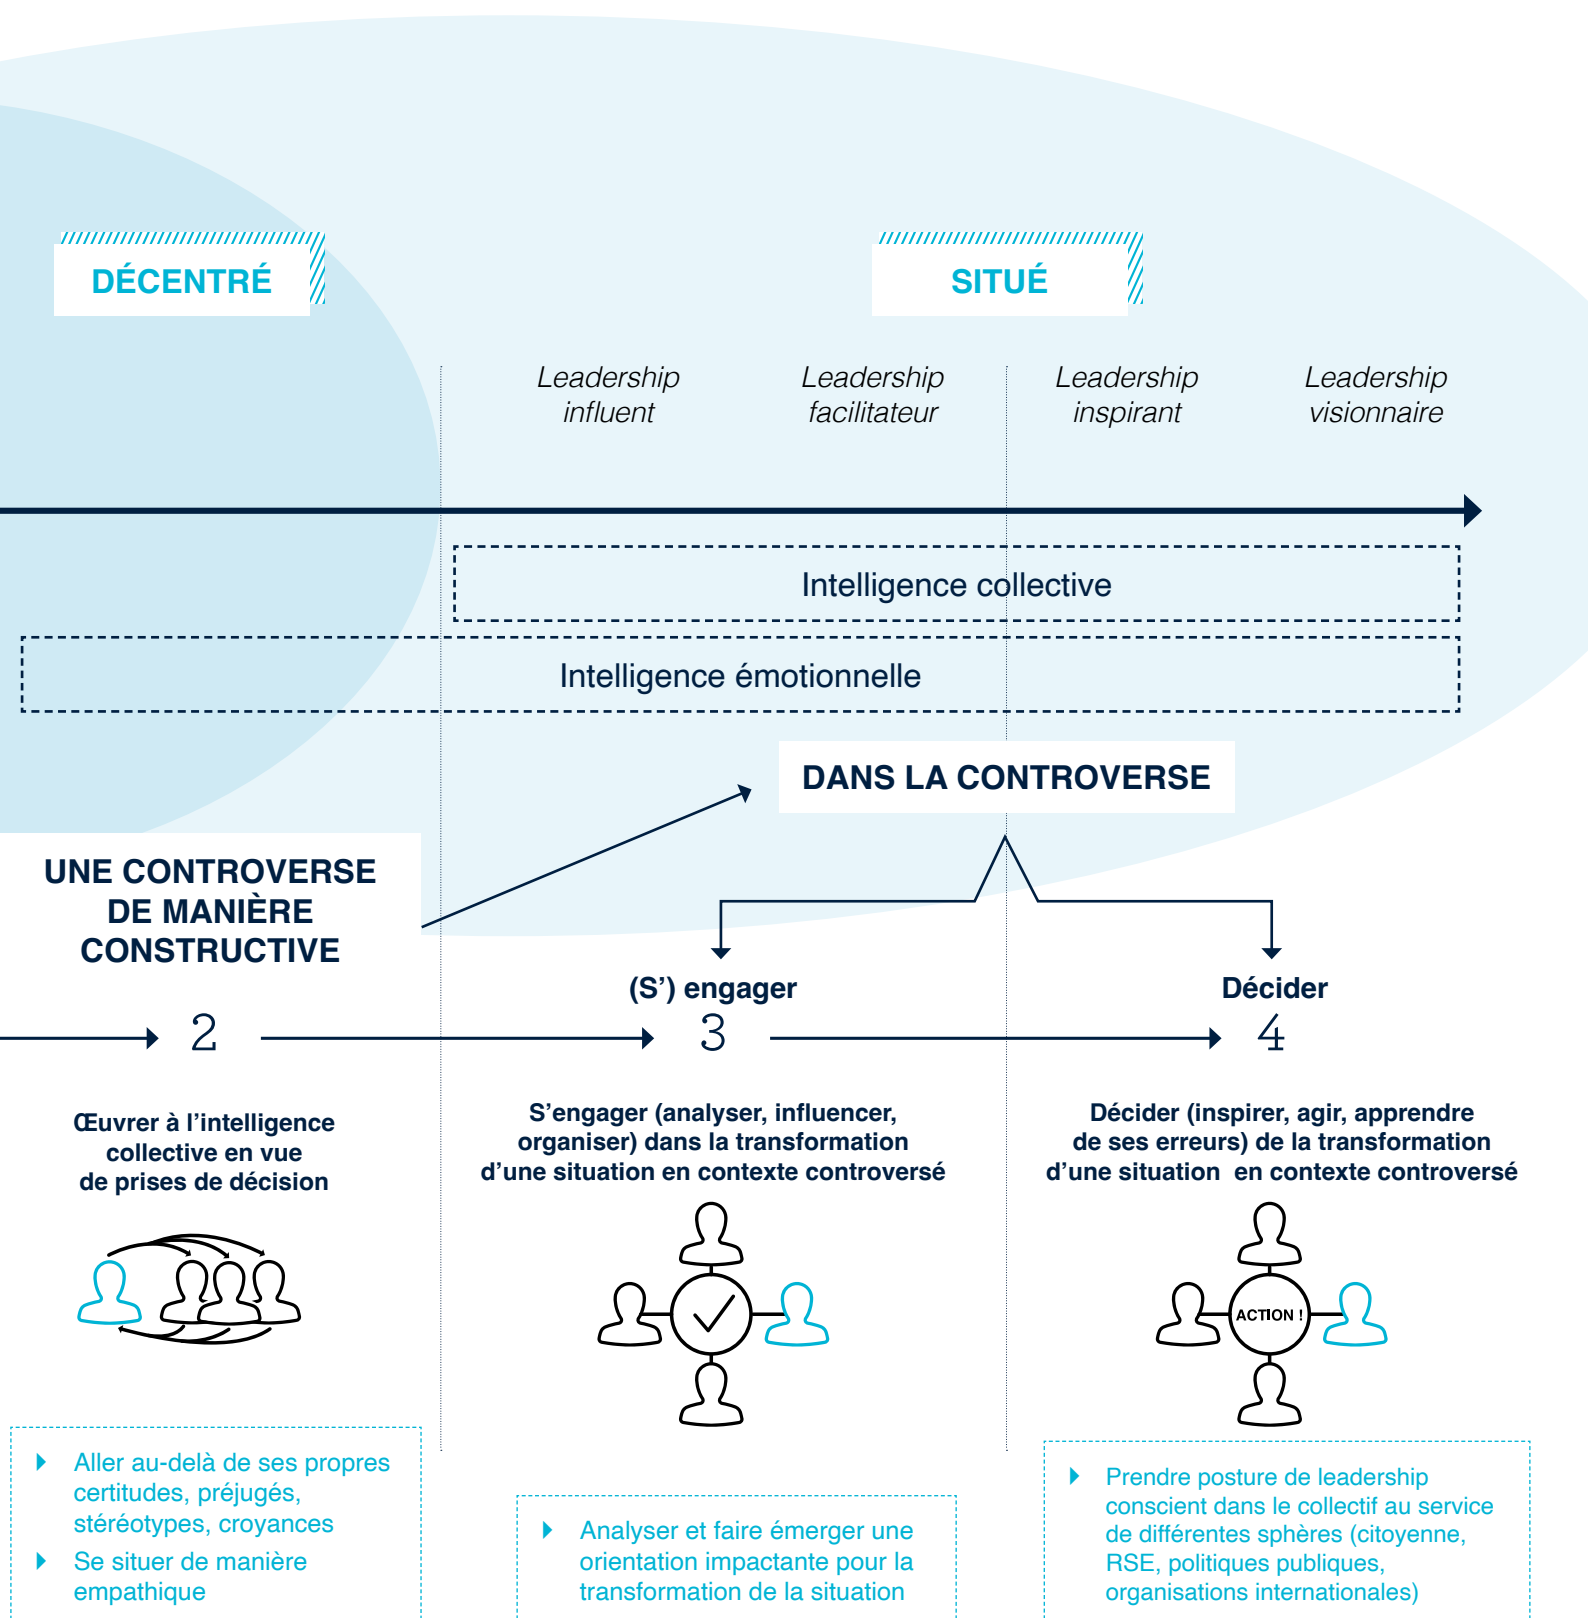 DÉCENTRÉ
SITUÉ
Leadership
influent
Leadership
facilitateur
Leadership
inspirant
Leadership
visionnaire
Intelligence collective
Intelligence émotionnelle
DANS LA CONTROVERSE
UNE CONTROVERSE
DE MANIÈRE
CONSTRUCTIVE
(S’) engager
Décider
2
3
4
Œuvrer à l’intelligence
collective en vue
de prises de décision
S’engager (analyser, influencer,
organiser) dans la transformation
d’une situation en contexte controversé
Décider (inspirer, agir, apprendre
de ses erreurs) de la transformation
d’une situation en contexte controversé
ACTION !
Aller au-delà de ses propres
certitudes, préjugés,
stéréotypes, croyances
Se situer de manière
empathique
Analyser et faire émerger une
orientation impactante pour la
transformation de la situation
Prendre posture de leadership
conscient dans le collectif au service
de différentes sphères (citoyenne,
RSE, politiques publiques,
organisations internationales)